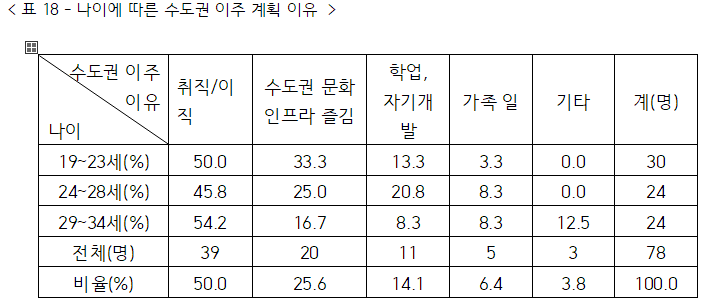 < 표 18 - 나이에 따른 수도권 이주 계획 이유 >
수도권 이주 이유 나이 취직/이직 수도권 문화 인프라 즐김 학업, 자기개발 가족 일 기타 계(명)
19~23세(%) 50.0 33.3 13.3 3.3 0.0 30
24~28세(%) 45.8 25.0 20.8 8.3 0.0 24
29~34세(%) 54.2 16.7 8.3 8.3 12.5 24
전체(명) 39 20 11 5 3 78
비율(%) 50.0 25.6 14.1 6.4 3.8 100.0